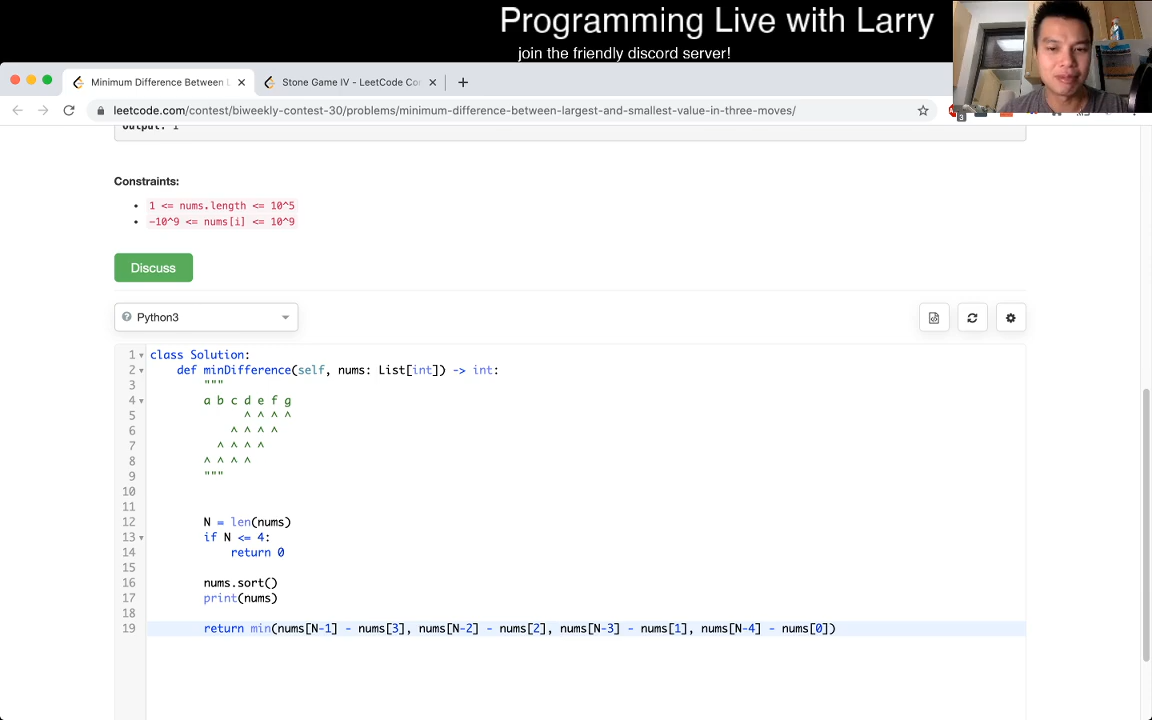 Programming Live with Larry
join the friendly discord server!
Minimum Difference Between L
Stone Game IV - LeetCode Con
leetcode.com/contest/biweekly-contest-30/problems/minimum-difference-between-largest-and-smallest-value-in-three-moves/
3
Output: 1
Constraints:
1 <= nums.length <= 10^5
-10^9 <= nums[i] <= 10^9
Discuss
Python3
1 class Solution:
2 def minDifference(self, nums: List[int]) -> int:
3 """
4 a b c d e f g
5 ^ ^ ^ ^
6 ^ ^ ^ ^
7 ^ ^ ^ ^
8 ^ ^ ^ ^
9 """
10
11
12 N = len(nums)
13 if N <= 4:
14 return 0
15
16 nums.sort()
17 print(nums)
18
19 return min(nums[N-1] - nums[3], nums[N-2] - nums[2], nums[N-3] - nums[1], nums[N-4] - nums[0])